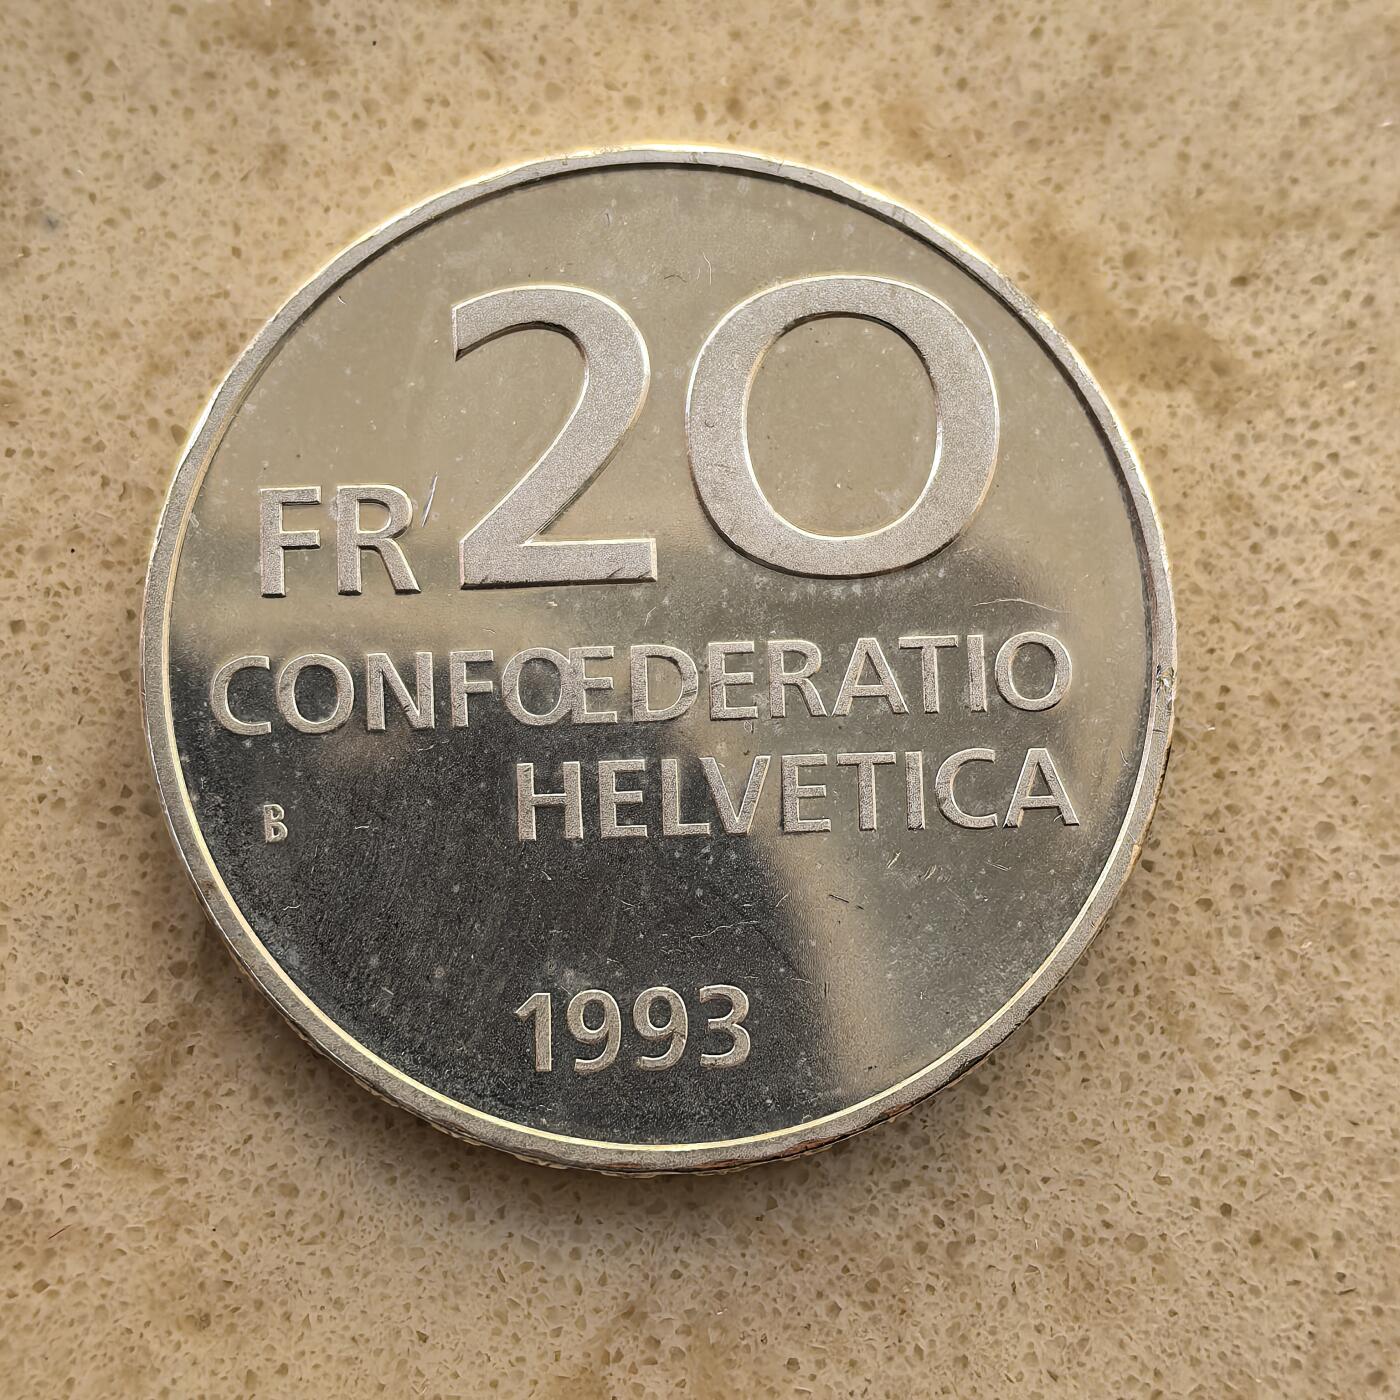 FR 20
CONFŒDERATIO
HELVETICA
B
1993